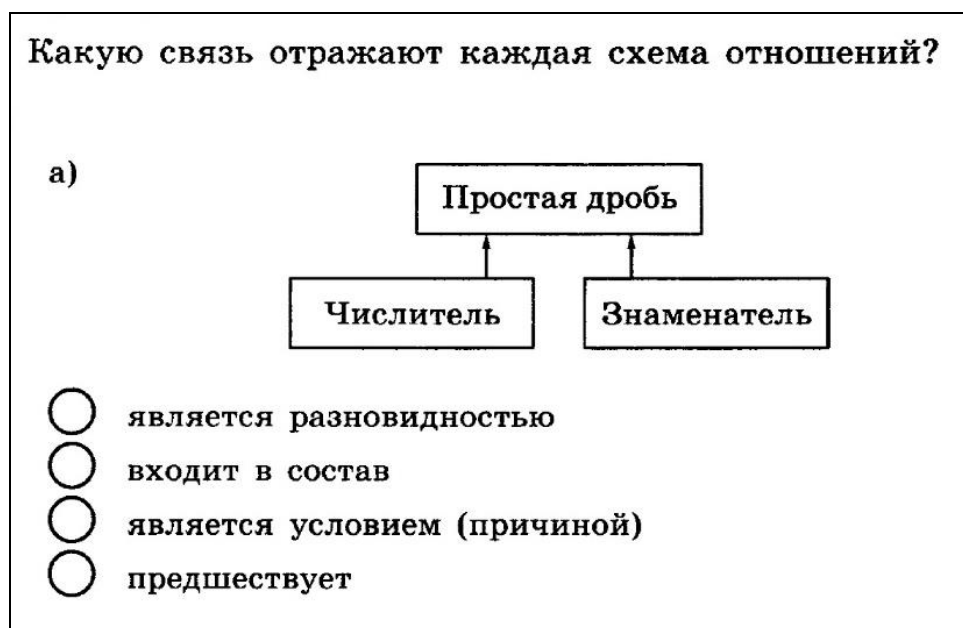 Какую связь отражают каждая схема отношений?
а)
Простая дробь
Числитель
Знаменатель
является разновидностью
входит в состав
является условием (причиной)
предшествует